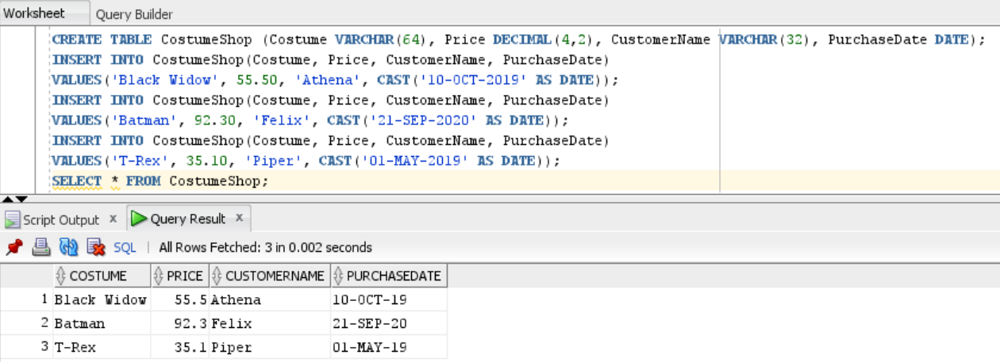 Worksheet Query Builder
CREATE TABLE CostumeShop (Costume VARCHAR(64), Price DECIMAL(4,2), CustomerName VARCHAR(32), PurchaseDate DATE);
INSERT INTO CostumeShop(Costume, Price, CustomerName, PurchaseDate)
VALUES('Black Widow', 55.50, 'Athena', CAST('10-OCT-2019' AS DATE));
INSERT INTO CostumeShop(Costume, Price, CustomerName, PurchaseDate)
VALUES('Batman', 92.30, 'Felix', CAST('21-SEP-2020' AS DATE));
INSERT INTO CostumeShop(Costume, Price, CustomerName, PurchaseDate)
VALUES('T-Rex', 35.10, 'Piper', CAST('01-MAY-2019' AS DATE));
SELECT * FROM CostumeShop;
Script Output x Query Result x
SQL | All Rows Fetched: 3 in 0.002 seconds
COSTUME PRICE CUSTOMERNAME PURCHASEDATE
1 Black Widow 55.5 Athena 10-OCT-19
2 Batman 92.3 Felix 21-SEP-20
3 T-Rex 35.1 Piper 01-MAY-19